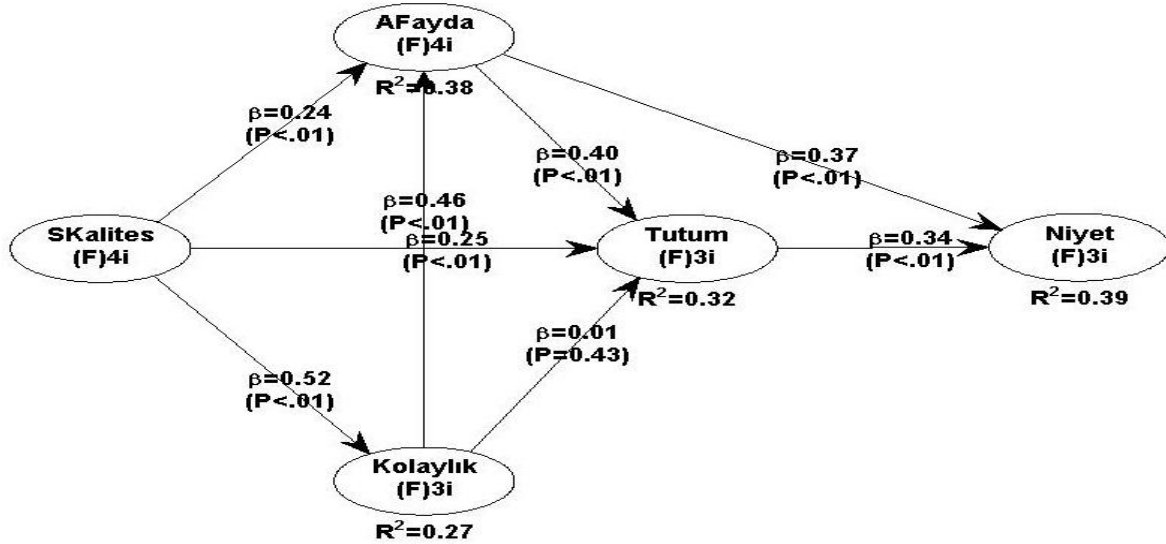 AFayda
(F)4i
R²=0.38
β=0.24
(P<.01)
β=0.40
(P<.01)
β=0.37
(P<.01)
β=0.46
(P<.01)
SKalites
(F)4i
β=0.25
(P<.01)
Tutum
(F)3i
R²=0.32
β=0.34
(P<.01)
Niyet
(F)3i
R²=0.39
β=0.01
(P=0.43)
β=0.52
(P<.01)
Kolaylık
(F)3i
R²=0.27